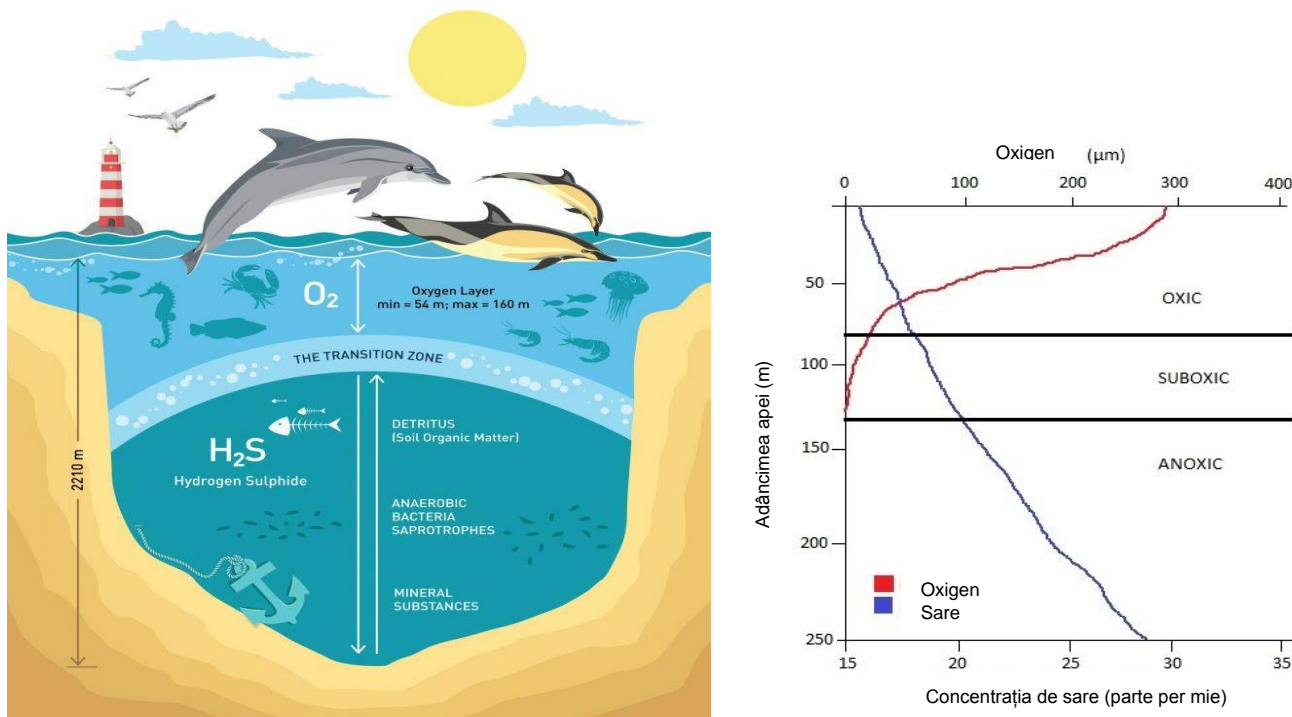 O2
Oxygen Layer
min = 54 m; max = 160 m
THE TRANSITION ZONE
H2S
Hydrogen Sulphide
DETRITUS
(Soil Organic Matter)
ANAEROBIC
BACTERIA
SAPROTROPHES
MINERAL
SUBSTANCES
2210 m
Oxigen (µm)
0 100 200 300 400
Adâncimea apei (m)
50
100
150
200
250
OXIC
SUBOXIC
ANOXIC
Oxigen
Sare
15 20 25 30 35
Concentrația de sare (parte per mie)